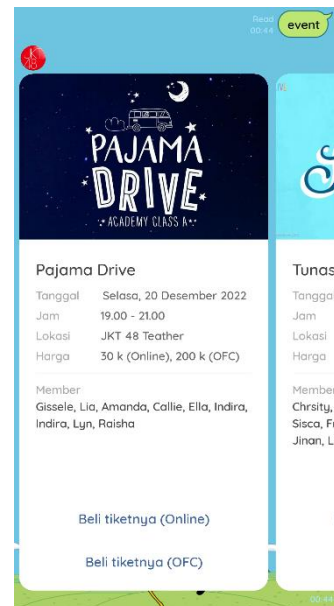 Read
00:44
event
PAJAMA
DRIVE
ACADEMY CLASS A
Pajama Drive
Tanggal Selasa, 20 Desember 2022
Jam 19.00 - 21.00
Lokasi JKT 48 Teather
Harga 30 k (Online), 200 k (OFC)
Member
Gissele, Lia, Amanda, Callie, Ella, Indira,
Indira, Lyn, Raisha
Beli tiketnya (Online)
Beli tiketnya (OFC)
Tunas
Tanggal
Jam
Lokasi
Harga
Member
Chrsity,
Sisca, F
Jinan, L
00:44